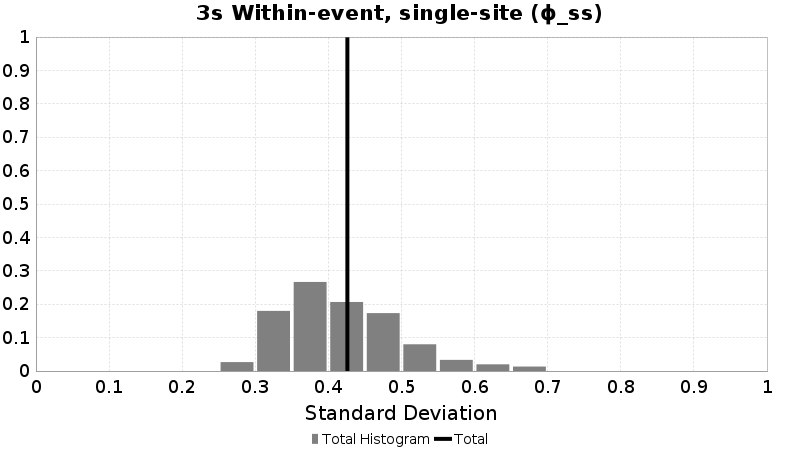 3s Within-event, single-site (ϕ_ss)
1
0.9
0.8
0.7
0.6
0.5
0.4
0.3
0.2
0.1
0
0 0.1 0.2 0.3 0.4 0.5 0.6 0.7 0.8 0.9 1
Standard Deviation
Total Histogram Total